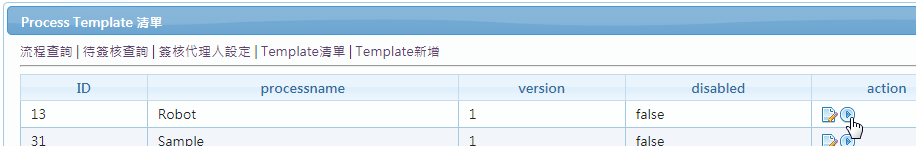 Process Template 清單
流程查詢 | 待簽核查詢 | 簽核代理人設定 | Template清單 | Template新增
ID processname version disabled action
13 Robot 1 false
31 Sample 1 false